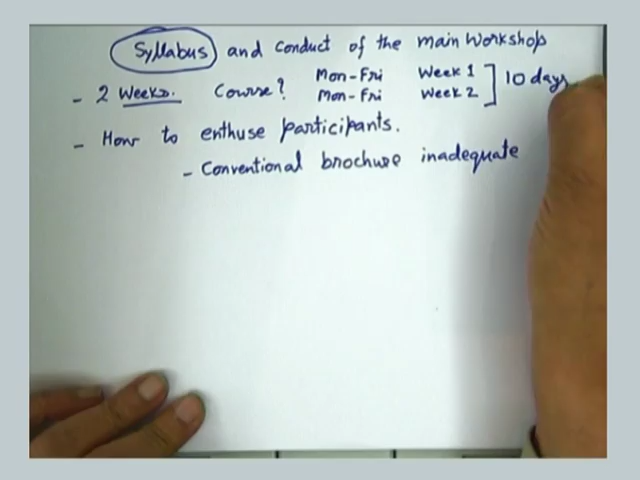 Syllabus and conduct of the main workshop
- 2 Weeks. Course? Mon-Fri Week 1 ] 10 days
Mon-Fri Week 2
- How to enthuse participants.
- Conventional brochure inadequate